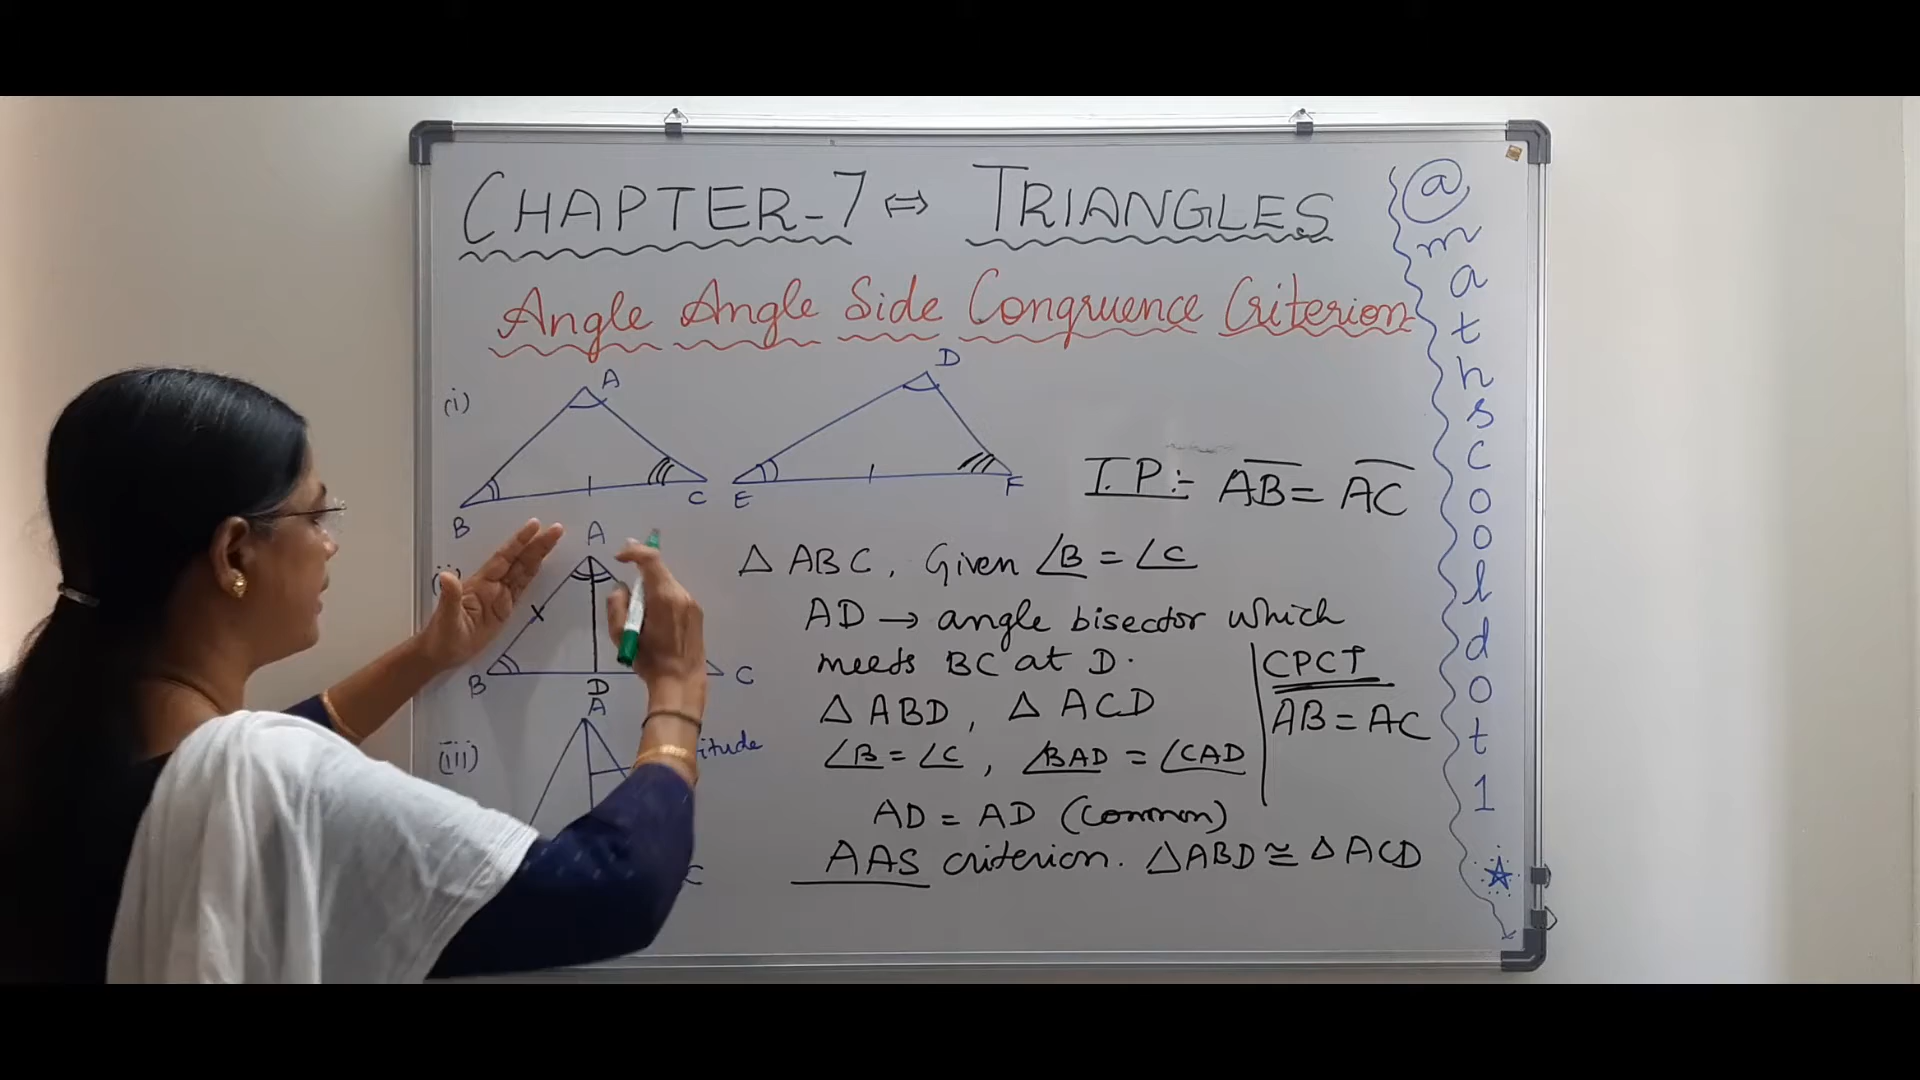 CHAPTER-7 ⇔ TRIANGLES
Angle Angle Side Congruence Criterion
@mathscooldot1
(i)
A
B
C
D
E
F
T.P:- AB = AC
A
B
D
C
△ ABC, Given ∠B = ∠C
AD → angle bisector which
meets BC at D.
△ ABD, △ ACD
∠B = ∠C, ∠BAD = ∠CAD
AD = AD (Common)
AAS criterion. △ABD ≅ △ACD
CPCT
AB = AC
(iii)
A
itude
C